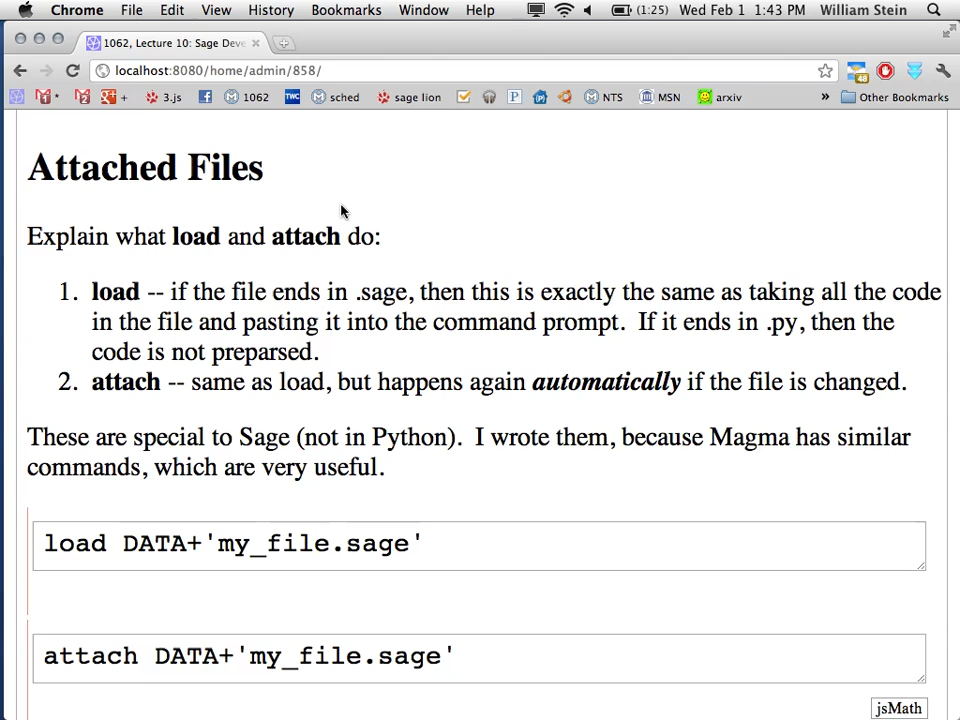 Chrome File Edit View History Bookmarks Window Help (1:25) Wed Feb 1 1:43 PM William Stein
1062, Lecture 10: Sage Deve
localhost:8080/home/admin/858/
48
3.js 1062 TWC sched sage lion P NTS MSN arxiv » Other Bookmarks
Attached Files
Explain what load and attach do:
1. load -- if the file ends in .sage, then this is exactly the same as taking all the code
in the file and pasting it into the command prompt. If it ends in .py, then the
code is not preparsed.
2. attach -- same as load, but happens again automatically if the file is changed.
These are special to Sage (not in Python). I wrote them, because Magma has similar
commands, which are very useful.
load DATA+'my_file.sage'
attach DATA+'my_file.sage'
jsMath